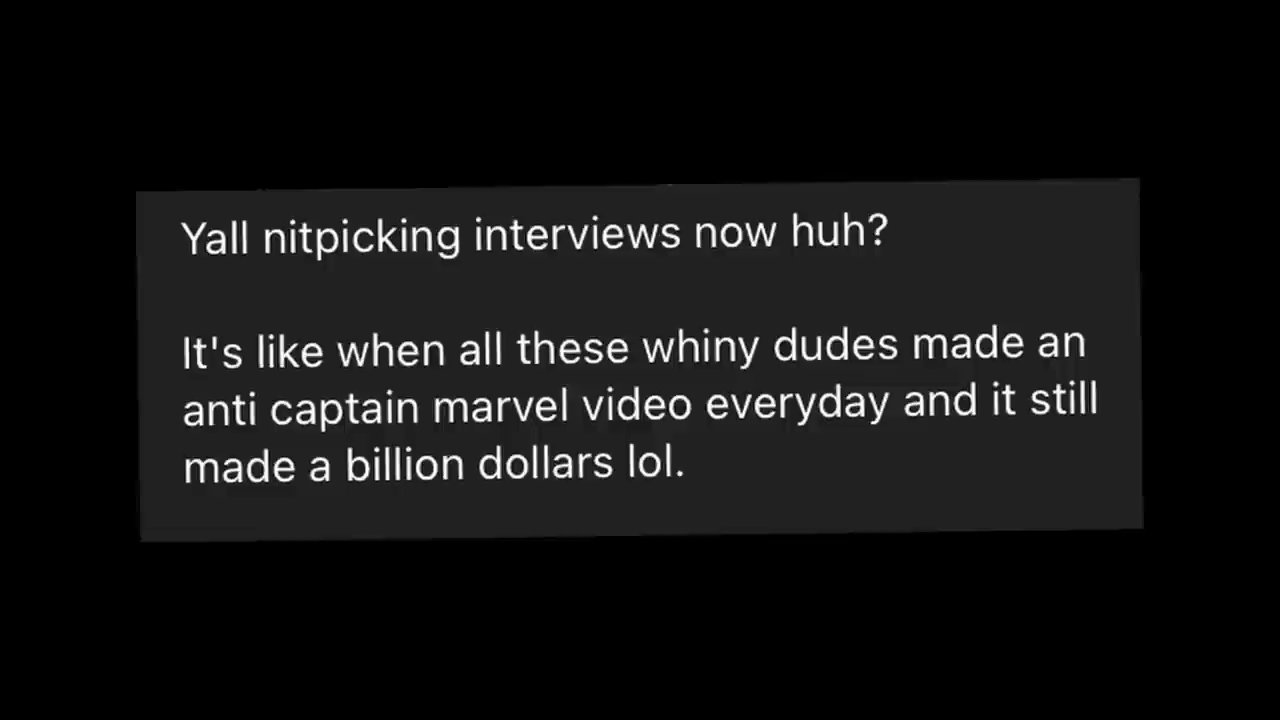 Yall nitpicking interviews now huh?
It's like when all these whiny dudes made an
anti captain marvel video everyday and it still
made a billion dollars lol.